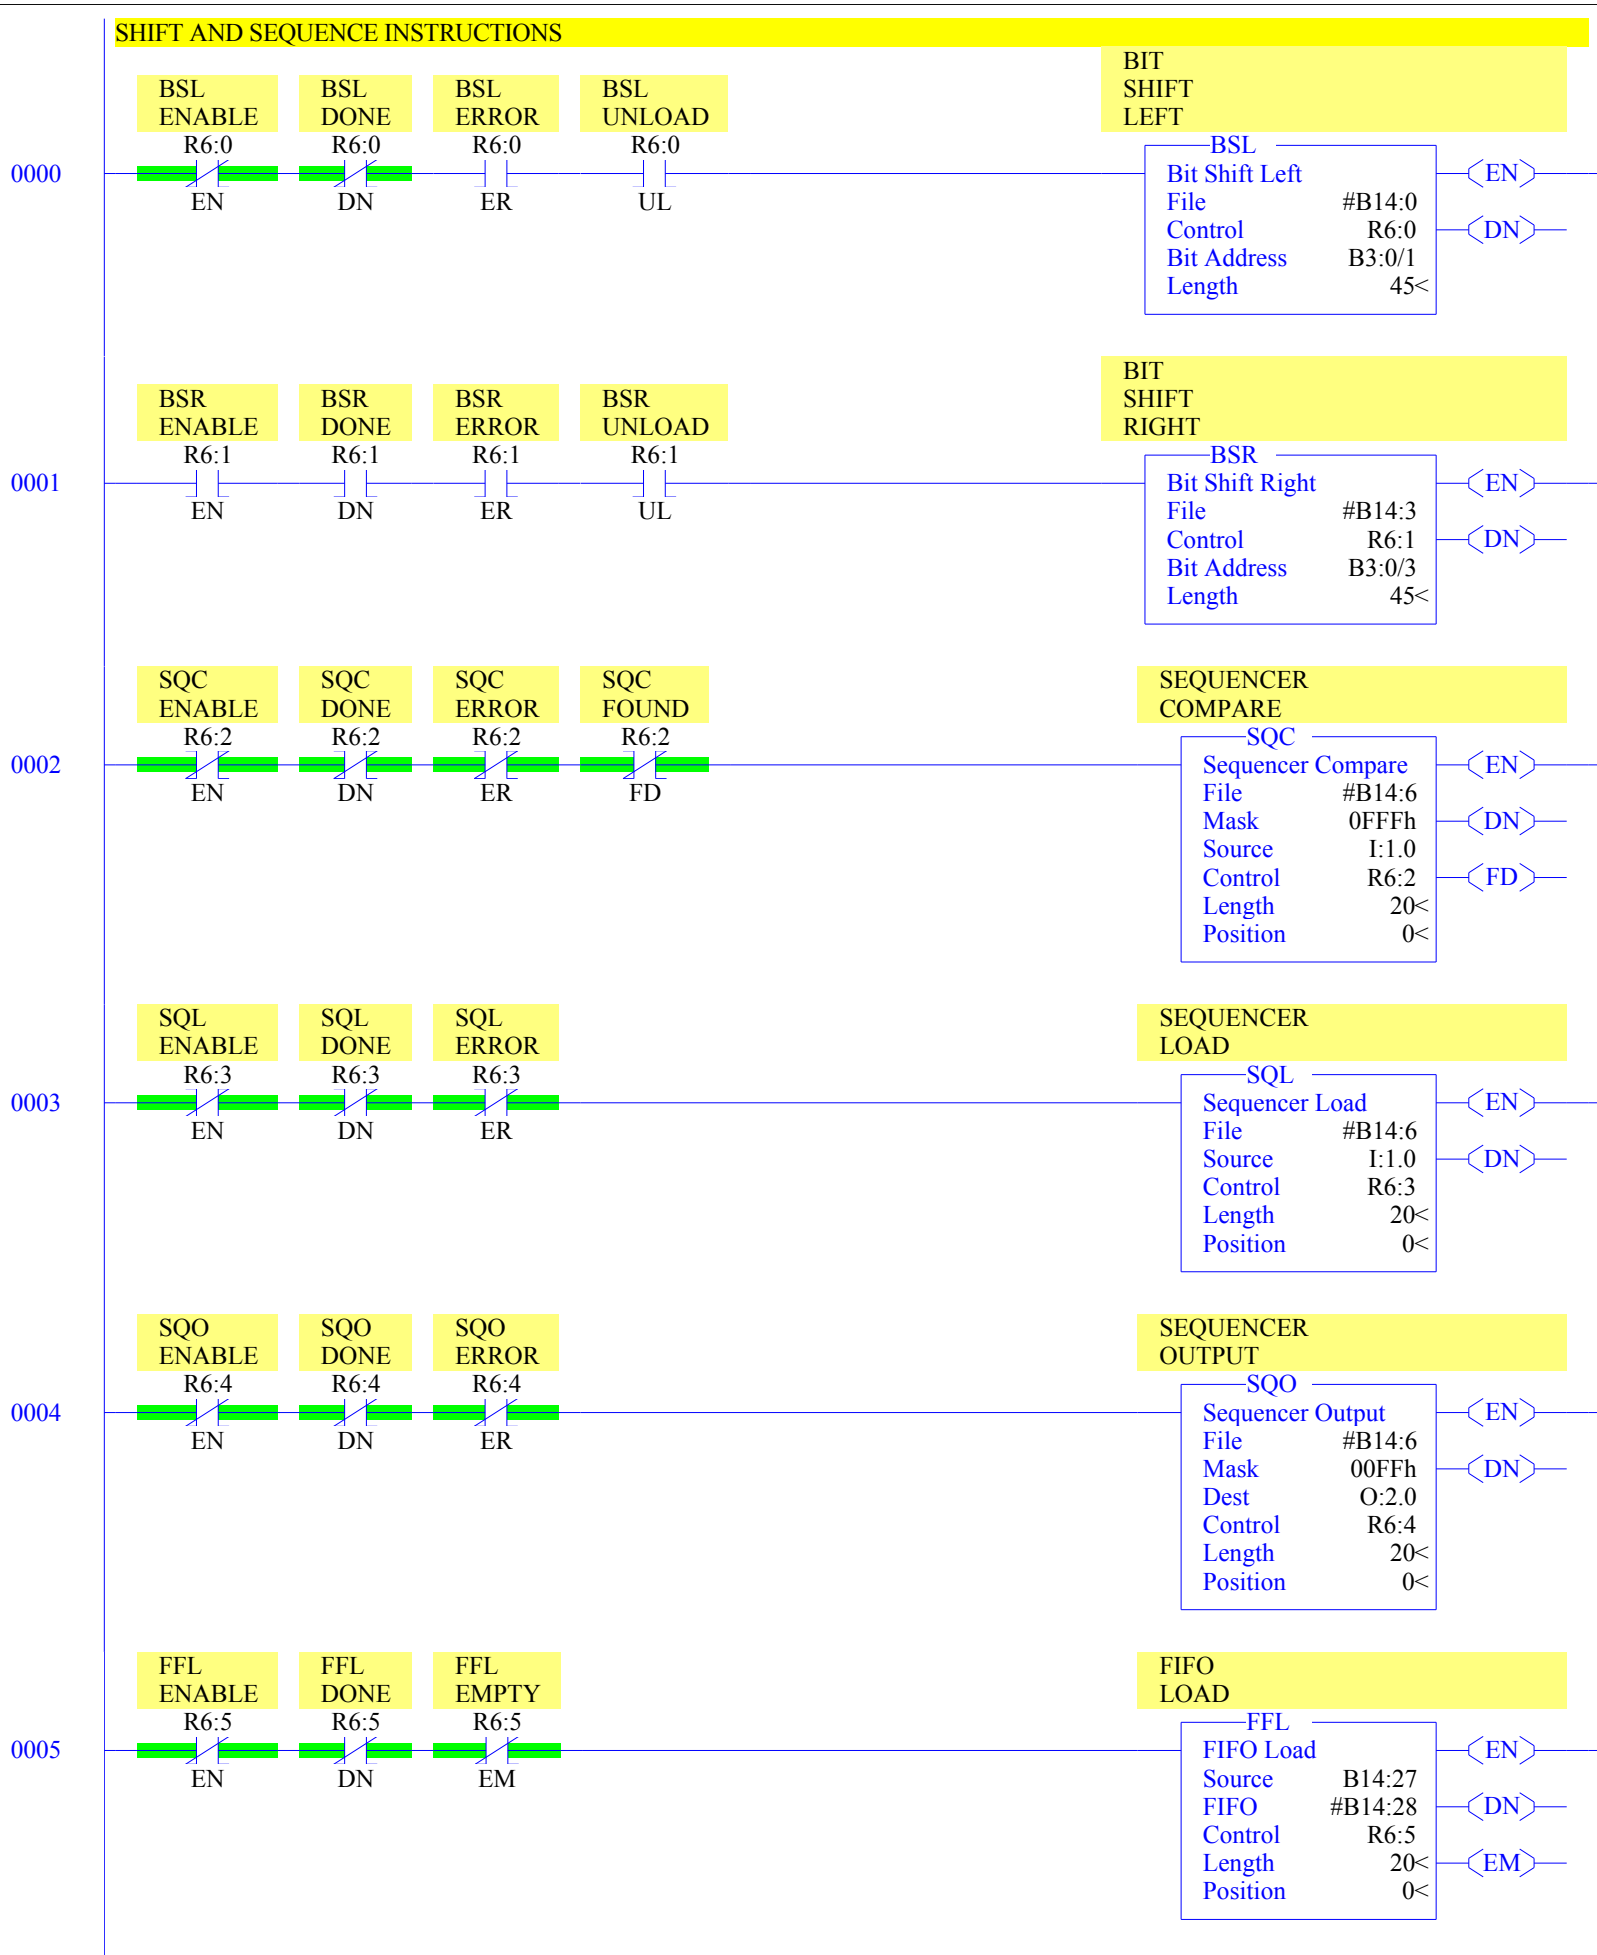 SHIFT AND SEQUENCE INSTRUCTIONS
BSL ENABLE
BSL DONE
BSL ERROR
BSL UNLOAD
BIT SHIFT LEFT
R6:0 R6:0 R6:0 R6:0
BSL
0000
EN DN ER UL
Bit Shift Left
File #B14:0
Control R6:0
Bit Address B3:0/1
Length 45<
EN
DN
BSR ENABLE
BSR DONE
BSR ERROR
BSR UNLOAD
BIT SHIFT RIGHT
R6:1 R6:1 R6:1 R6:1
BSR
0001
EN DN ER UL
Bit Shift Right
File #B14:3
Control R6:1
Bit Address B3:0/3
Length 45<
EN
DN
SQC ENABLE
SQC DONE
SQC ERROR
SQC FOUND
SEQUENCER COMPARE
R6:2 R6:2 R6:2 R6:2
SQC
0002
EN DN ER FD
Sequencer Compare
File #B14:6
Mask 0FFFh
Source I:1.0
Control R6:2
Length 20<
Position 0<
EN
DN
FD
SQL ENABLE
SQL DONE
SQL ERROR
SEQUENCER LOAD
R6:3 R6:3 R6:3
SQL
0003
EN DN ER
Sequencer Load
File #B14:6
Source I:1.0
Control R6:3
Length 20<
Position 0<
EN
DN
SQO ENABLE
SQO DONE
SQO ERROR
SEQUENCER OUTPUT
R6:4 R6:4 R6:4
SQO
0004
EN DN ER
Sequencer Output
File #B14:6
Mask 00FFh
Dest O:2.0
Control R6:4
Length 20<
Position 0<
EN
DN
FFL ENABLE
FFL DONE
FFL EMPTY
FIFO LOAD
R6:5 R6:5 R6:5
FFL
0005
EN DN EM
FIFO Load
Source B14:27
FIFO #B14:28
Control R6:5
Length 20<
Position 0<
EN
DN
EM